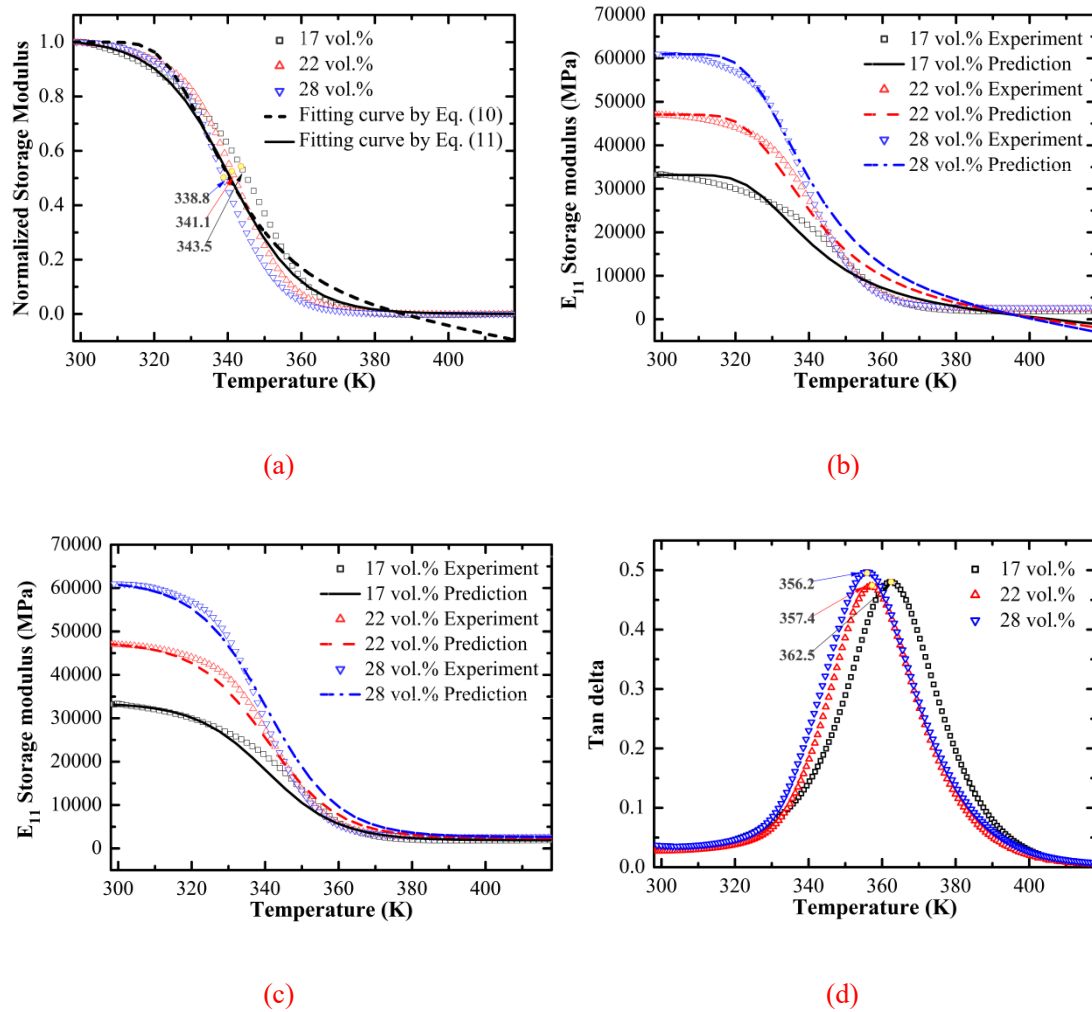 Normalized Storage Modulus
1.0
0.8
0.6
0.4
0.2
0.0
17 vol.%
22 vol.%
28 vol.%
Fitting curve by Eq. (10)
Fitting curve by Eq. (11)
338.8
341.1
343.5
300 320 340 360 380 400
Temperature (K)
(a)
E11 Storage modulus (MPa)
70000
60000
50000
40000
30000
20000
10000
0
17 vol.% Experiment
17 vol.% Prediction
22 vol.% Experiment
22 vol.% Prediction
28 vol.% Experiment
28 vol.% Prediction
300 320 340 360 380 400
Temperature (K)
(b)
E11 Storage modulus (MPa)
70000
60000
50000
40000
30000
20000
10000
0
17 vol.% Experiment
17 vol.% Prediction
22 vol.% Experiment
22 vol.% Prediction
28 vol.% Experiment
28 vol.% Prediction
300 320 340 360 380 400
Temperature (K)
(c)
Tan delta
0.5
0.4
0.3
0.2
0.1
0.0
356.2
357.4
362.5
17 vol.%
22 vol.%
28 vol.%
300 320 340 360 380 400
Temperature (K)
(d)